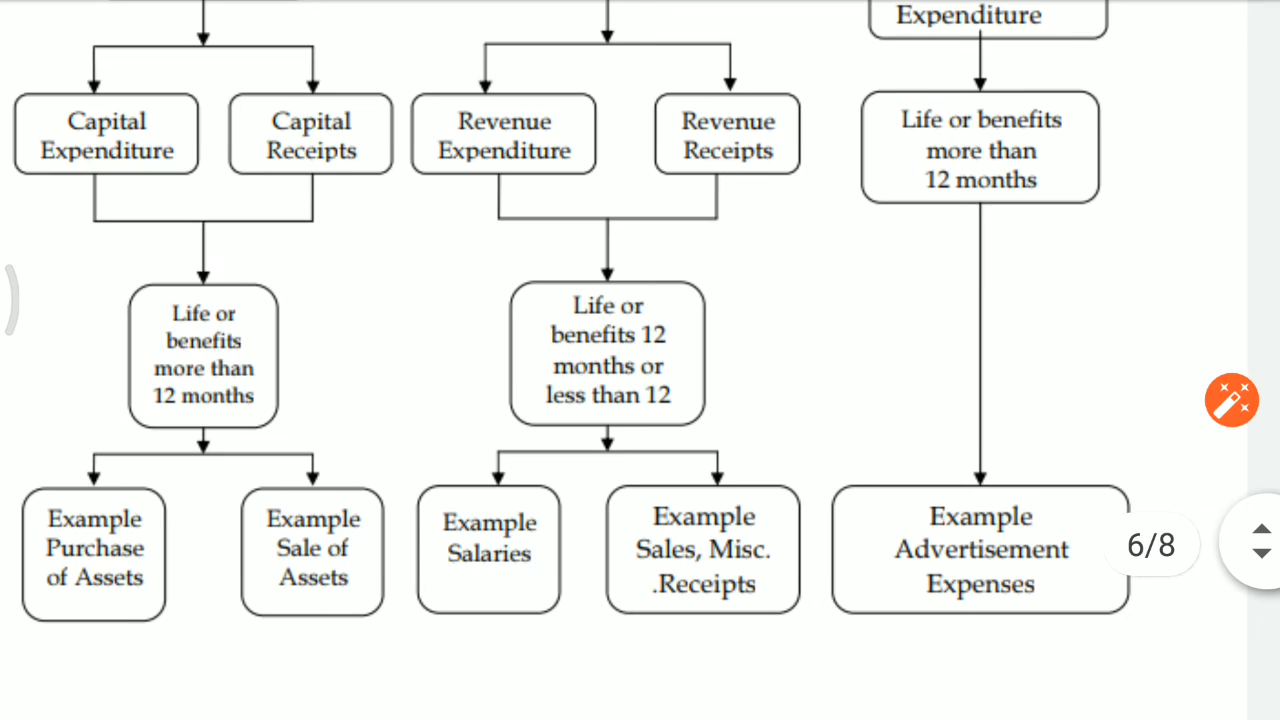 Expenditure
Capital
Expenditure
Capital
Receipts
Revenue
Expenditure
Revenue
Receipts
Life or benefits
more than
12 months
Life or
benefits
more than
12 months
Life or
benefits 12
months or
less than 12
Example
Purchase
of Assets
Example
Sale of
Assets
Example
Salaries
Example
Sales, Misc.
.Receipts
Example
Advertisement
Expenses
6/8